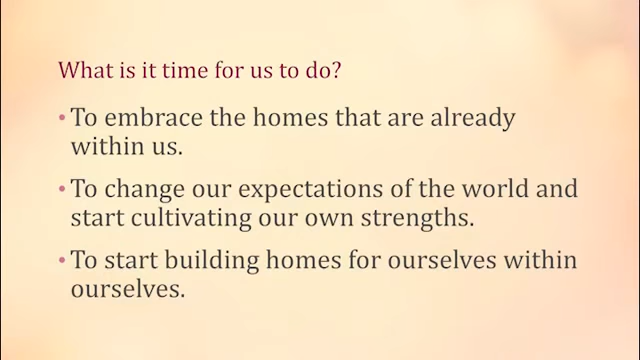 What is it time for us to do?
• To embrace the homes that are already
within us.
• To change our expectations of the world and
start cultivating our own strengths.
• To start building homes for ourselves within
ourselves.